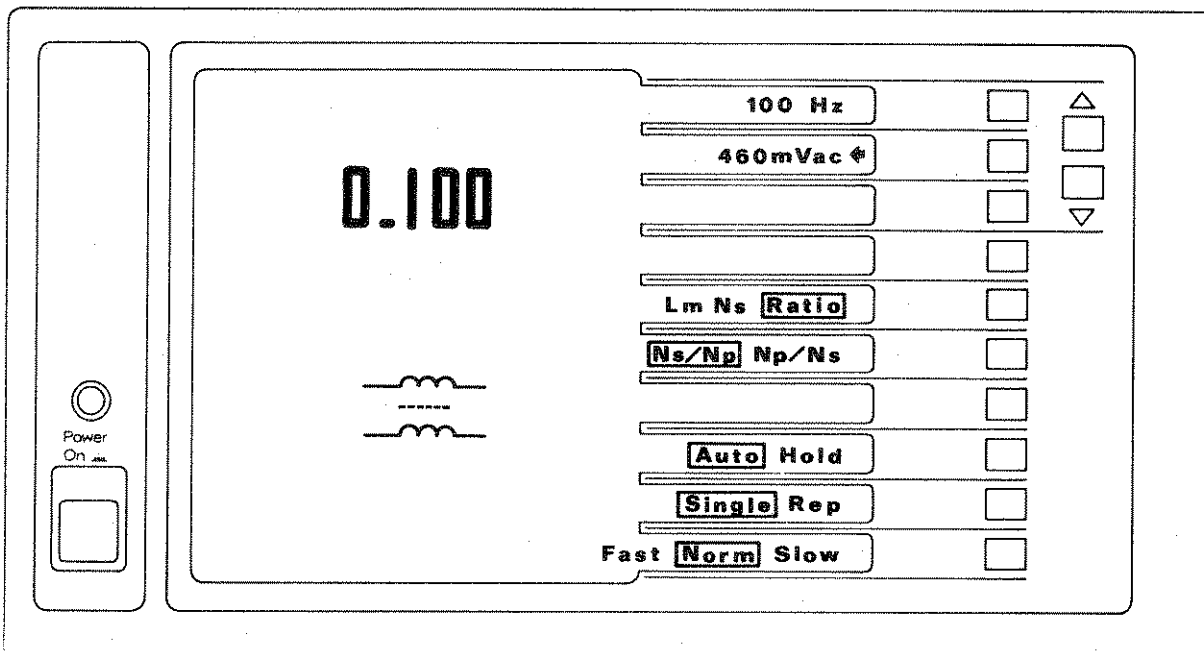 100 Hz
460mVac
0.100
Lm Ns Ratio
Ns/Np Np/Ns
Power
On
Auto Hold
Single Rep
Fast Norm Slow